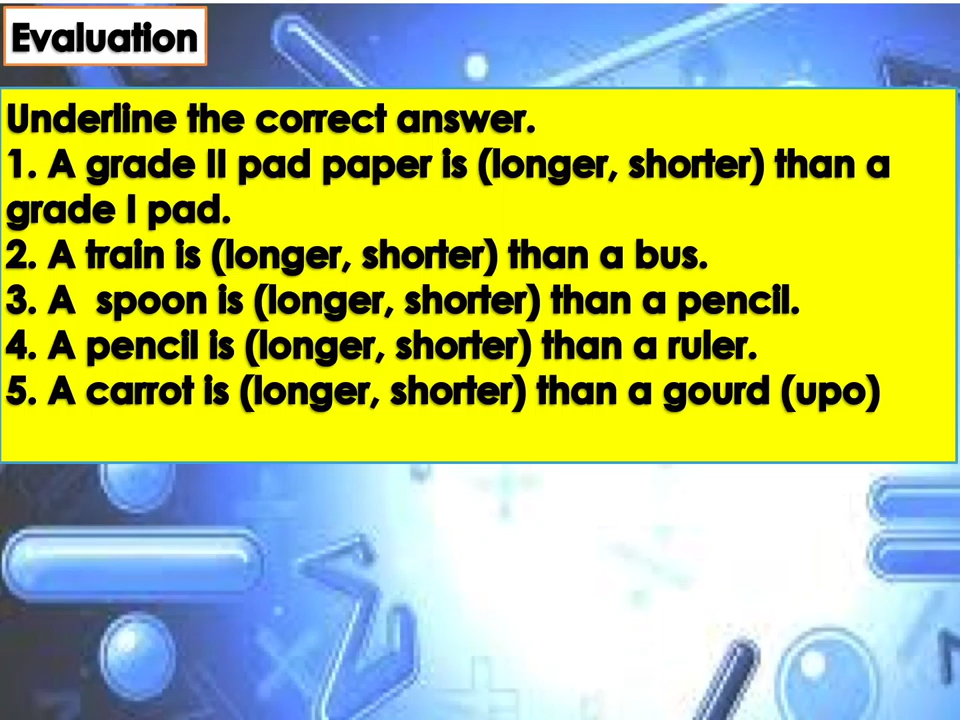 Evaluation
Underline the correct answer.
1. A grade II pad paper is (longer, shorter) than a
grade I pad.
2. A train is (longer, shorter) than a bus.
3. A  spoon is (longer, shorter) than a pencil.
4. A pencil is (longer, shorter) than a ruler.
5. A carrot is (longer, shorter) than a gourd (upo)